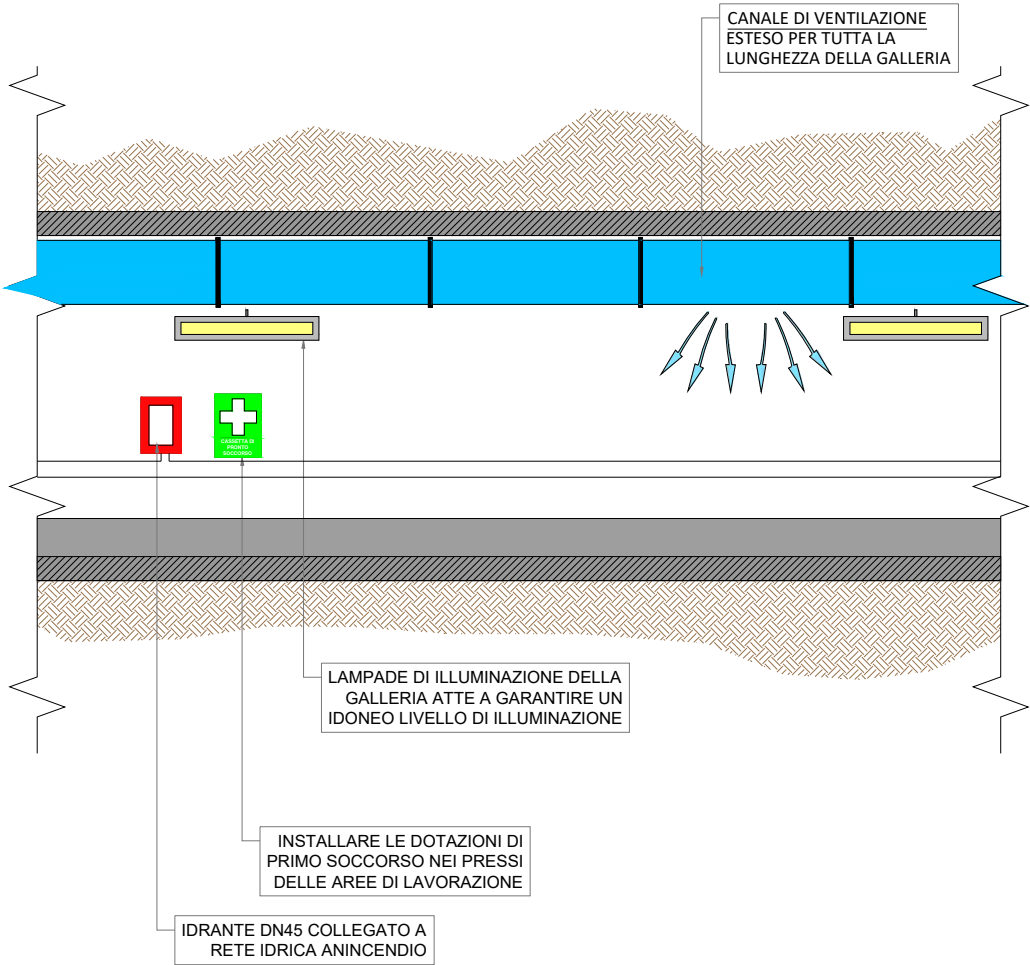 CANALE DI VENTILAZIONE
ESTESO PER TUTTA LA
LUNGHEZZA DELLA GALLERIA
CASSETTA DI
PRONTO
SOCCORSO
LAMPADE DI ILLUMINAZIONE DELLA
GALLERIA ATTE A GARANTIRE UN
IDONEO LIVELLO DI ILLUMINAZIONE
INSTALLARE LE DOTAZIONI DI
PRIMO SOCCORSO NEI PRESSI
DELLE AREE DI LAVORAZIONE
IDRANTE DN45 COLLEGATO A
RETE IDRICA ANINCENDIO